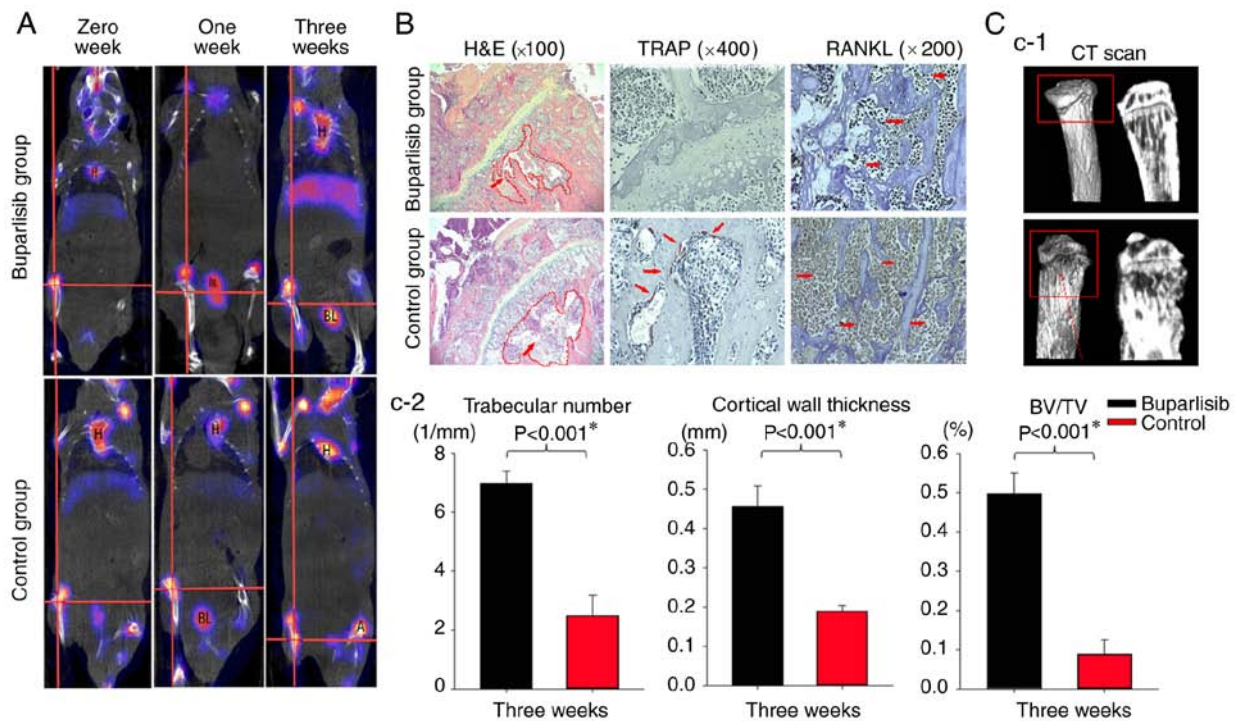 A
Zero week
One week
Three weeks
Buparlisib group
Control group
H
H
BL
BL
H
H
H
BL
A
B
H&E (×100)
TRAP (×400)
RANKL (×200)
Buparlisib group
Control group
C
c-1
CT scan
c-2
Trabecular number
(1/mm)
P<0.001*
8
6
4
2
0
Three weeks
Cortical wall thickness
(mm)
P<0.001*
0.6
0.5
0.4
0.3
0.2
0.1
0.0
Three weeks
BV/TV
(%)
P<0.001*
0.6
0.5
0.4
0.3
0.2
0.1
0.0
Three weeks
Buparlisib
Control